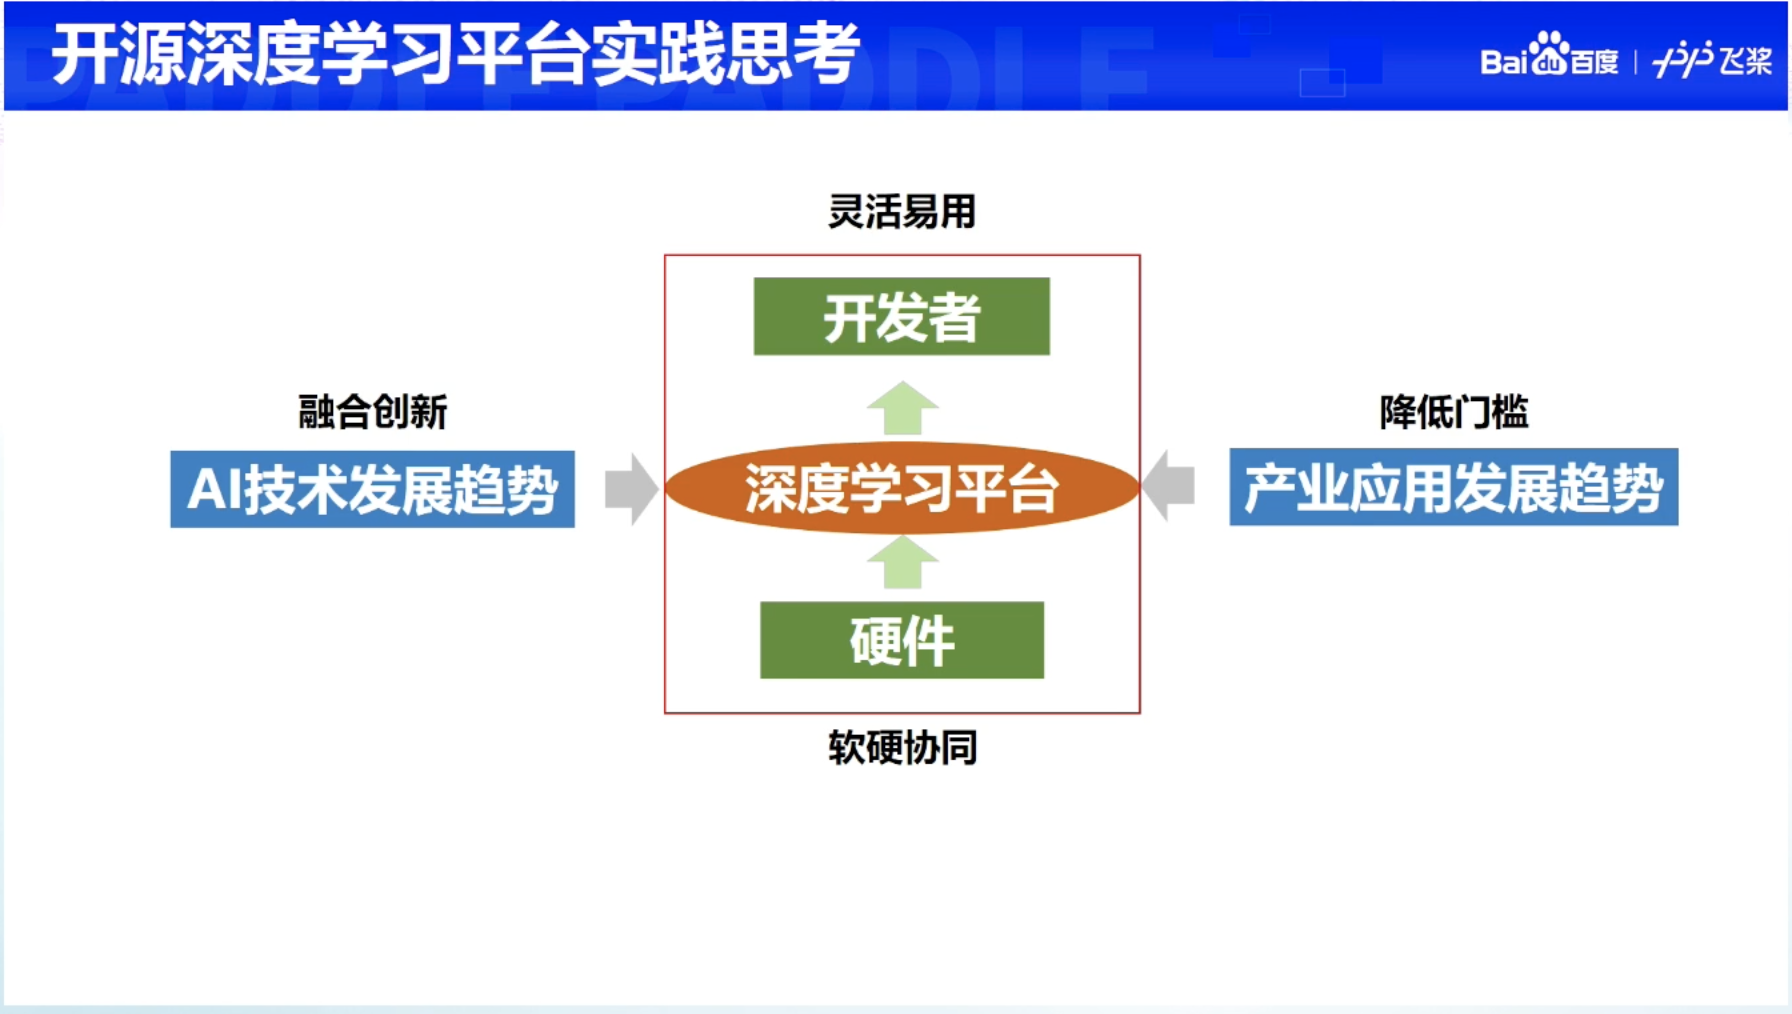 开源深度学习平台实践思考
Bai du 百度 | 飞桨
PADDLE PADDLE
灵活易用
开发者
融合创新
降低门槛
AI技术发展趋势
深度学习平台
产业应用发展趋势
硬件
软硬协同